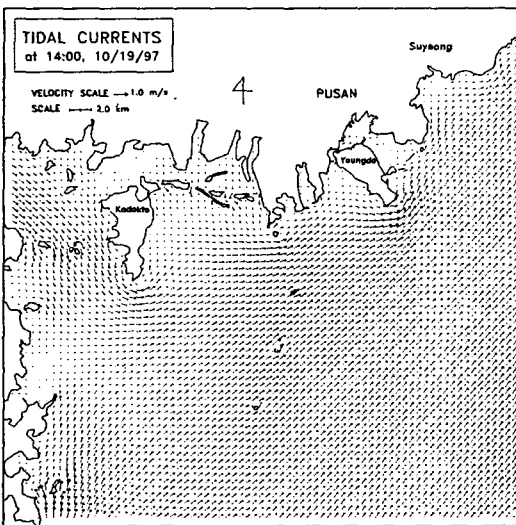 TIDAL CURRENTS
at 14:00, 10/19/97
VELOCITY SCALE → 1.0 m/s
SCALE 2.0 km
Suyeong
PUSAN
Youngdo
Kadokto